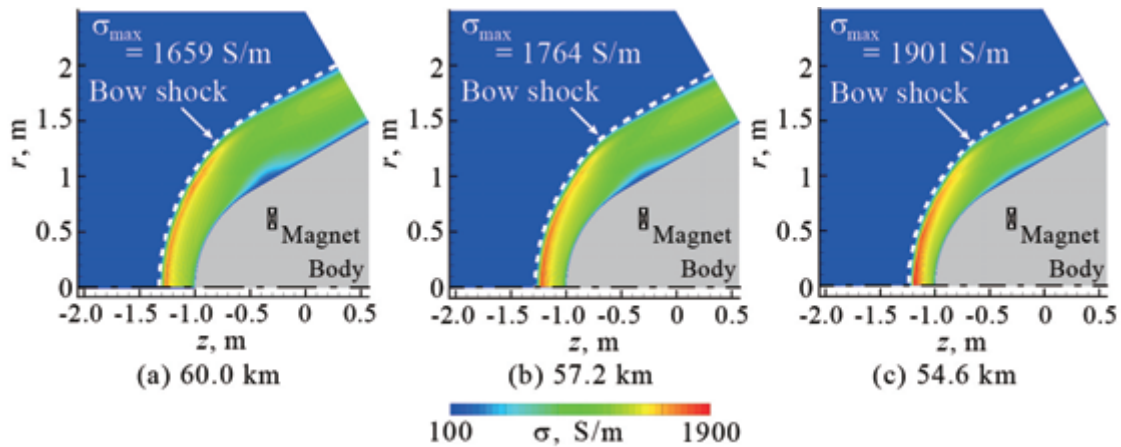 σmax
= 1659 S/m
Bow shock
2
1.5
1
0.5
0
r, m
Magnet
Body
-2.0 -1.5 -1.0 -0.5 0 0.5
z, m
(a) 60.0 km
σmax
= 1764 S/m
Bow shock
2
1.5
1
0.5
0
r, m
Magnet
Body
-2.0 -1.5 -1.0 -0.5 0 0.5
z, m
(b) 57.2 km
σmax
= 1901 S/m
Bow shock
2
1.5
1
0.5
0
r, m
Magnet
Body
-2.0 -1.5 -1.0 -0.5 0 0.5
z, m
(c) 54.6 km
100 σ, S/m 1900